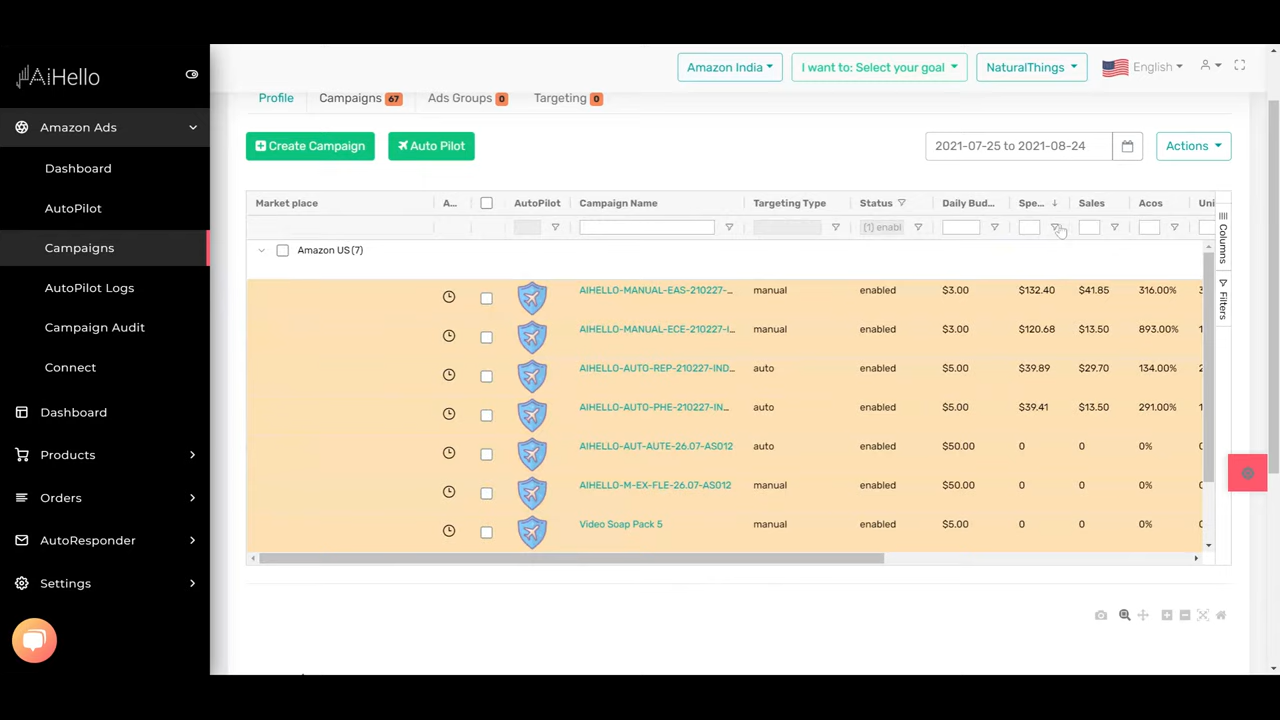 AiHello
Amazon India
I want to: Select your goal
NaturalThings
English
Amazon Ads
Dashboard
AutoPilot
Campaigns
AutoPilot Logs
Campaign Audit
Connect
Dashboard
Products
Orders
AutoResponder
Settings
Profile
Campaigns 67
Ads Groups 0
Targeting 0
Create Campaign
Auto Pilot
2021-07-25 to 2021-08-24
Actions
Market place A... AutoPilot Campaign Name Targeting Type Status Daily Bud... Spe... Sales Acos Uni
(1) enabl
Amazon US (7)
AIHELLO-MANUAL-EAS-210227-... manual enabled $3.00 $132.40 $41.85 316.00% 3
AIHELLO-MANUAL-ECE-210227-I... manual enabled $3.00 $120.68 $13.50 893.00%
AIHELLO-AUTO-REP-210227-IND... auto enabled $5.00 $39.89 $29.70 134.00% 2
AIHELLO-AUTO-PHE-210227-IN... auto enabled $5.00 $39.41 $13.50 291.00%
AIHELLO-AUT-AUTE-26.07-AS012 auto enabled $50.00 0 0 0%
AIHELLO-M-EX-FLE-26.07-AS012 manual enabled $50.00 0 0 0%
Video Soap Pack 5 manual enabled $5.00 0 0 0%
Columns
Filters